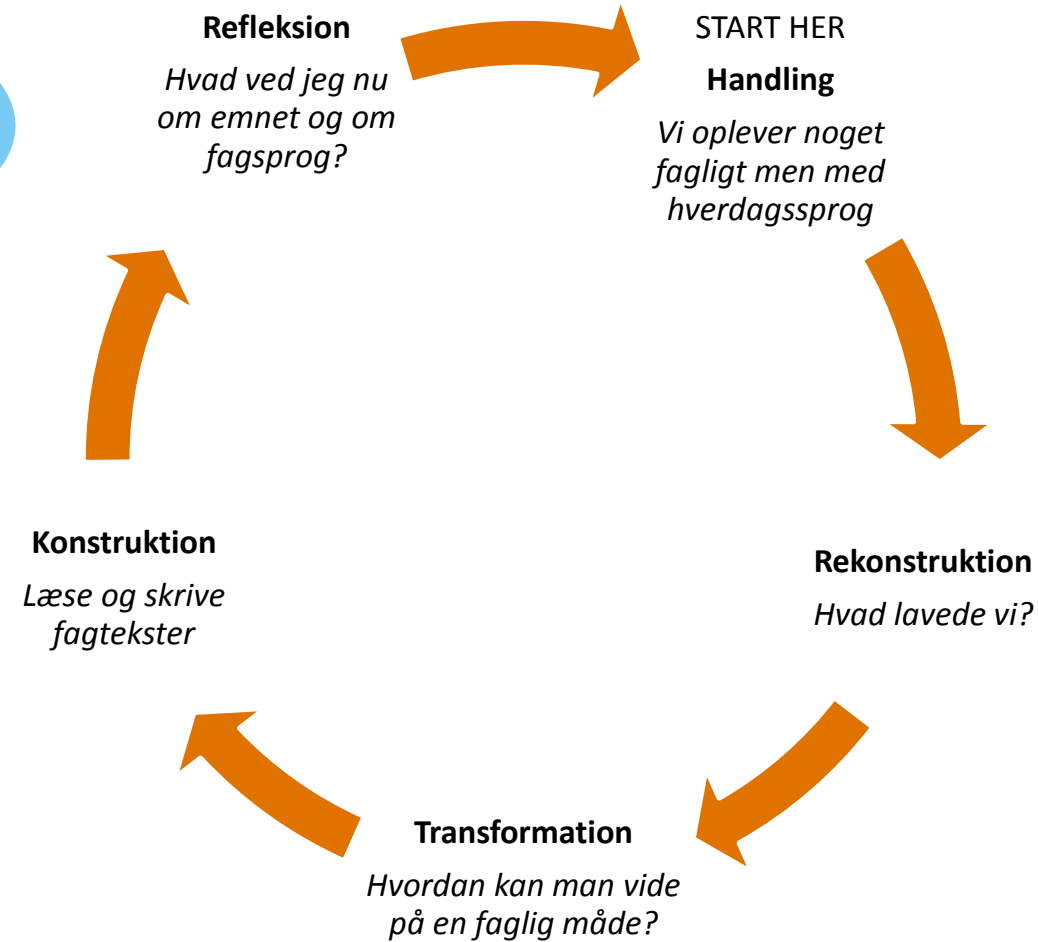 START HER
Handling
Vi oplever noget
fagligt men med
hverdagssprog
Rekonstruktion
Hvad lavede vi?
Transformation
Hvordan kan man vide
på en faglig måde?
Konstruktion
Læse og skrive
fagtekster
Refleksion
Hvad ved jeg nu
om emnet og om
fagsprog?